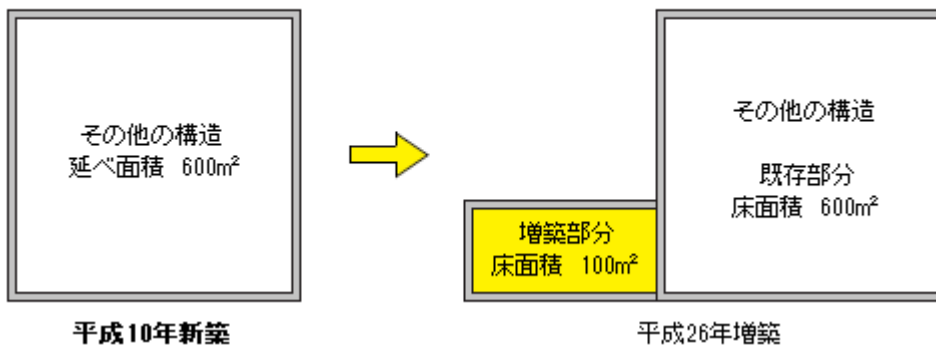 その他の構造
延べ面積 600m²
平成10年新築
増築部分
床面積 100m²
その他の構造
既存部分
床面積 600m²
平成26年増築